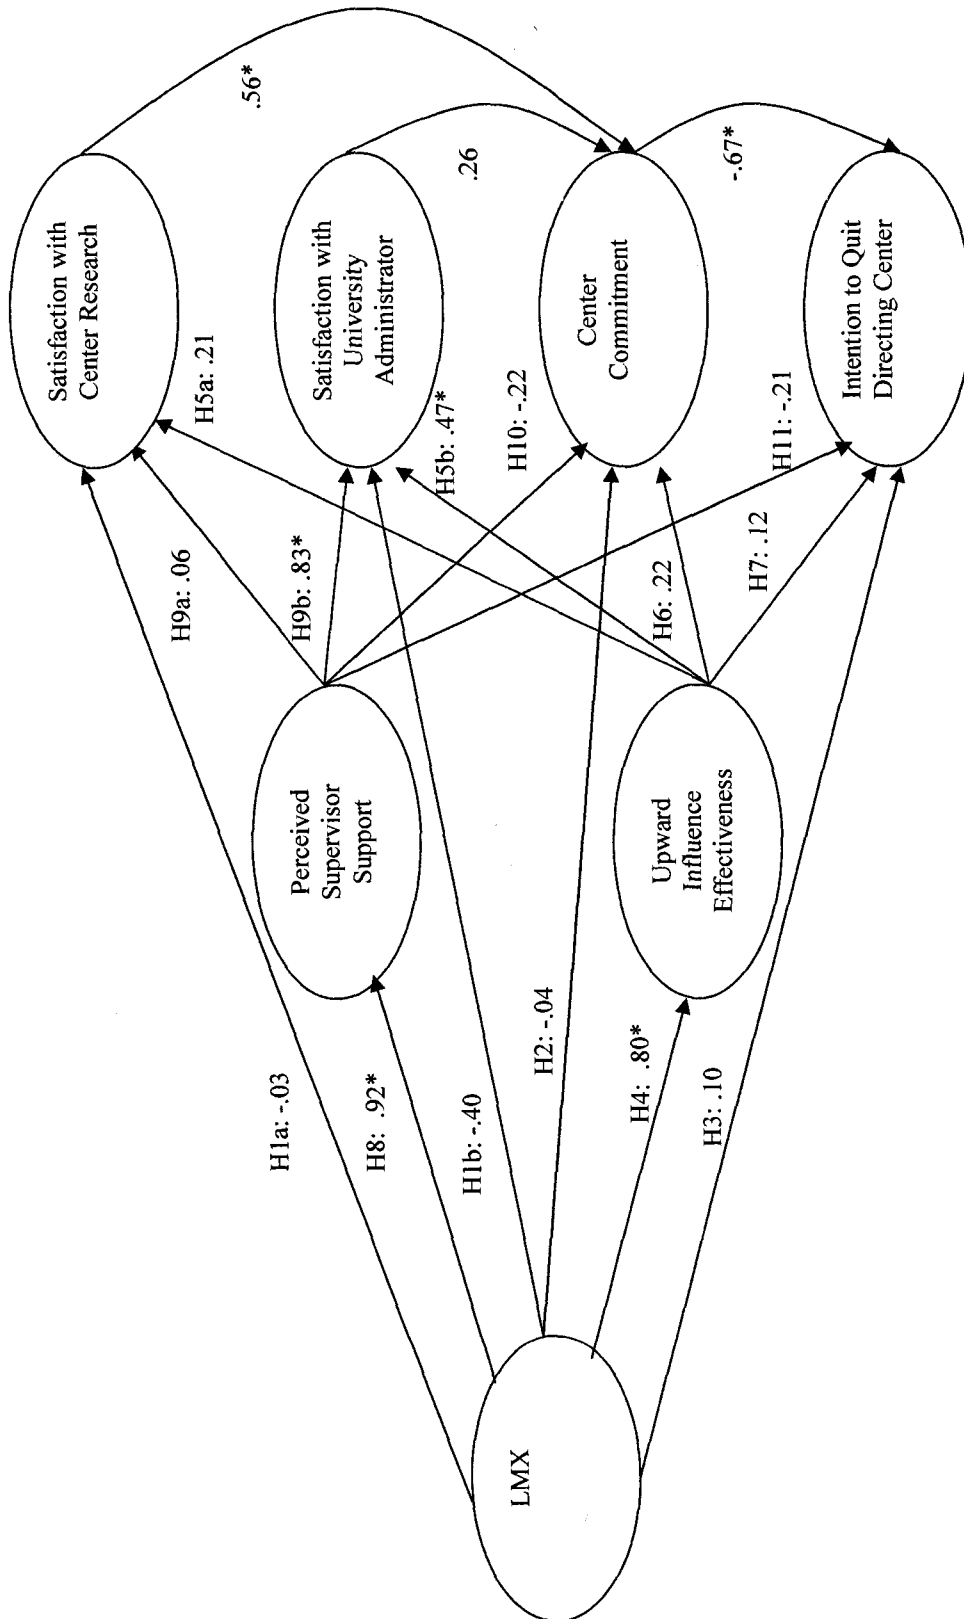 Satisfaction with
Center Research
.56*
H5a: .21
Satisfaction with
University
Administrator
.26
H5b: .47*
Center
Commitment
H10: -.22
-.67*
Intention to Quit
Directing Center
H11: -.21
H9a: .06
H9b: .83*
H6: .22
H7: .12
Perceived
Supervisor
Support
Upward
Influence
Effectiveness
H1a: -.03
H8: .92*
H1b: -.40
H2: -.04
H4: .80*
H3: .10
LMX